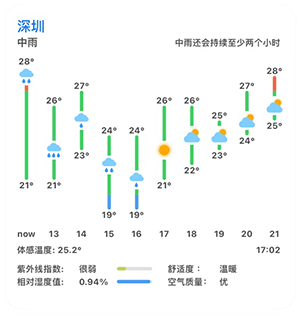 深圳
中雨 中雨还会持续至少两个小时
28° 26° 27° 24° 24° 26° 26° 25° 27° 28°
21° 21° 23° 19° 19° 21° 22° 23° 24° 25°
now 13 14 15 16 17 18 19 20 21
体感温度: 25.2° 17:02
紫外线指数: 很弱 舒适度: 温暖
相对湿度值: 0.94% 空气质量: 优